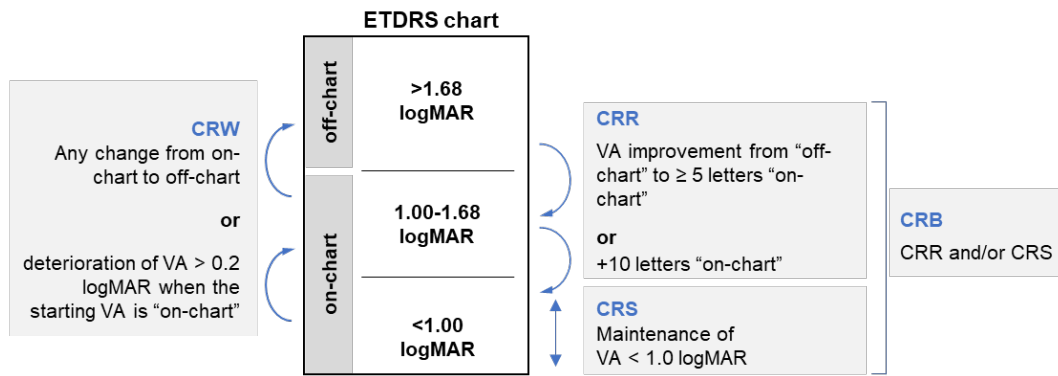 ETDRS chart
CRW
Any change from on-
chart to off-chart
or
deterioration of VA > 0.2
logMAR when the
starting VA is “on-chart”
off-chart
on-chart
>1.68
logMAR
1.00-1.68
logMAR
<1.00
logMAR
CRR
VA improvement from “off-
chart” to ≥ 5 letters “on-
chart”
or
+10 letters “on-chart”
CRS
Maintenance of
VA < 1.0 logMAR
CRB
CRR and/or CRS